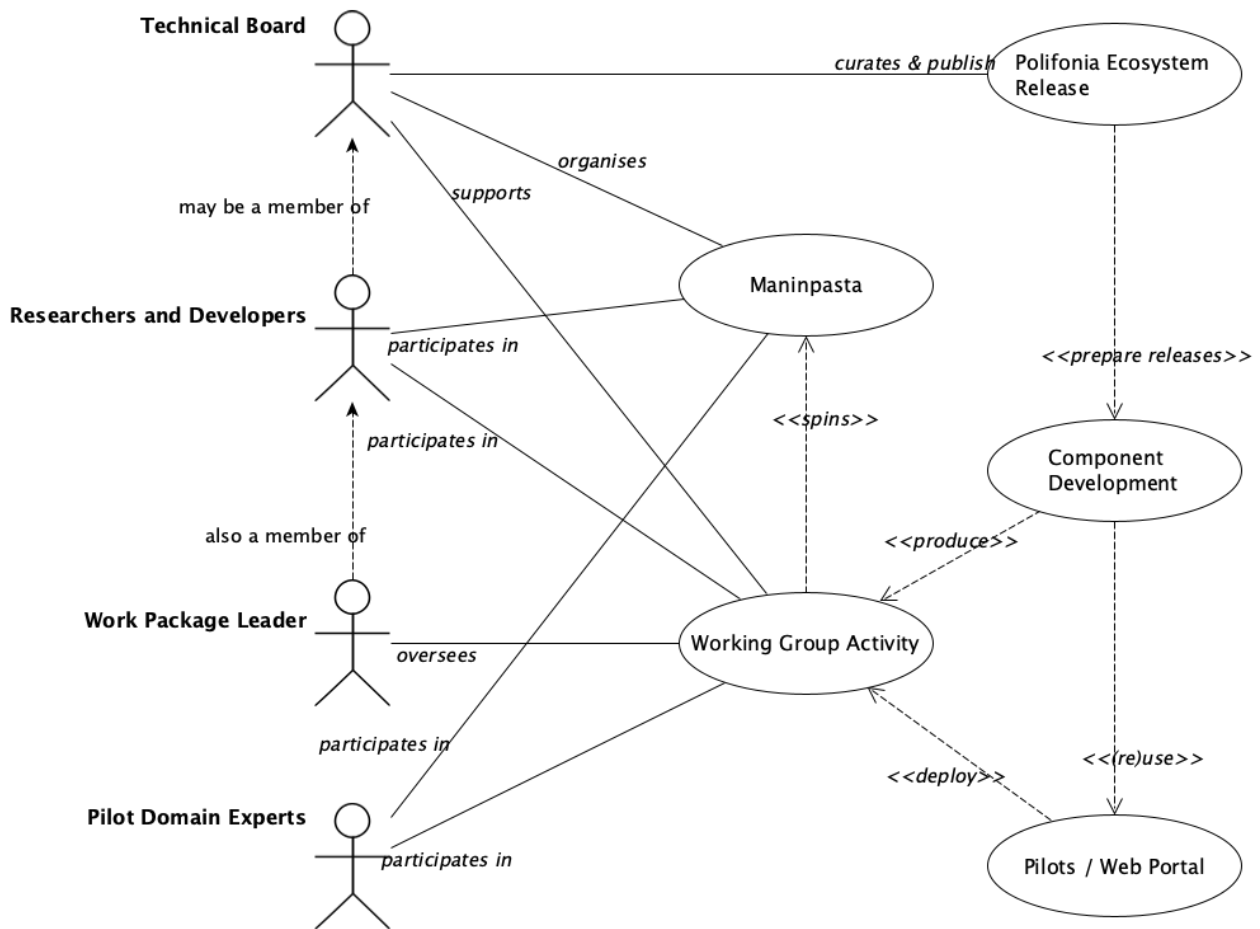 Technical Board
curates & publish
Polifonia Ecosystem
Release
organises
supports
may be a member of
Maninpasta
Researchers and Developers
participates in
<<prepare releases>>
<<spins>>
participates in
Component
Development
also a member of
<<produce>>
Work Package Leader
oversees
Working Group Activity
participates in
<<(re)use>>
<<deploy>>
Pilot Domain Experts
participates in
Pilots / Web Portal